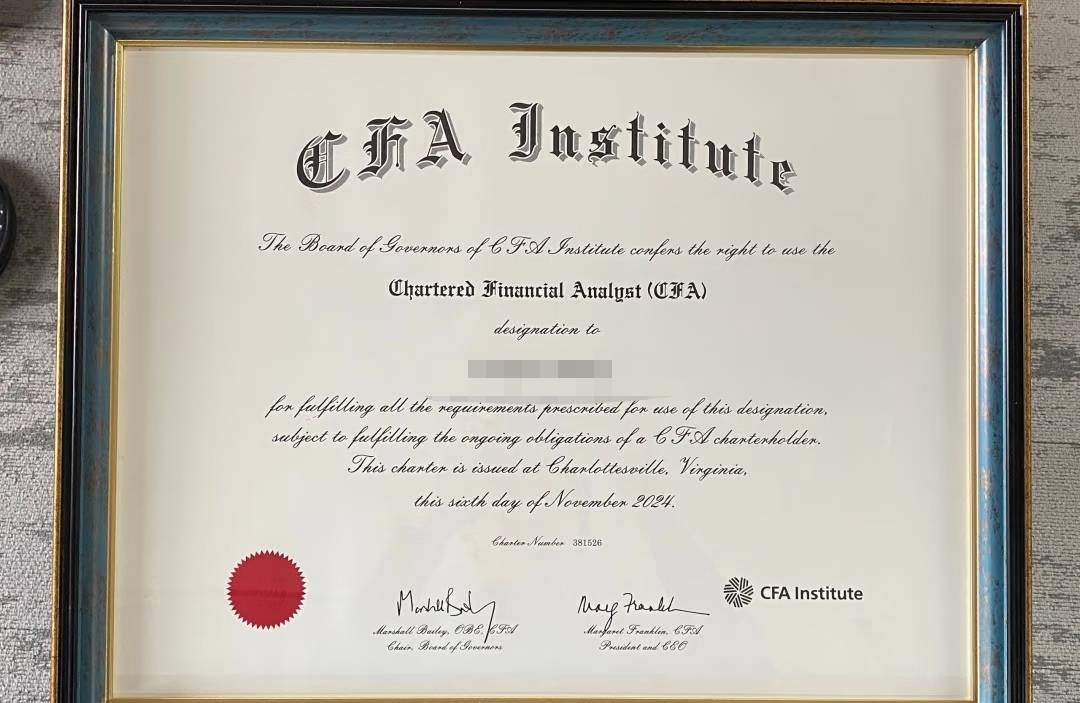 CFA Institute
The Board of Governors of CFA Institute confers the right to use the
Chartered Financial Analyst (CFA)
designation to
for fulfilling all the requirements prescribed for use of this designation,
subject to fulfilling the ongoing obligations of a CFA charterholder.
This charter is issued at Charlottesville, Virginia,
this sixth day of November 2024.
Charter Number 381526
Marshall Bailey, OBE, CFA
Chair, Board of Governors
Margaret Franklin, CFA
President and CEO
CFA Institute